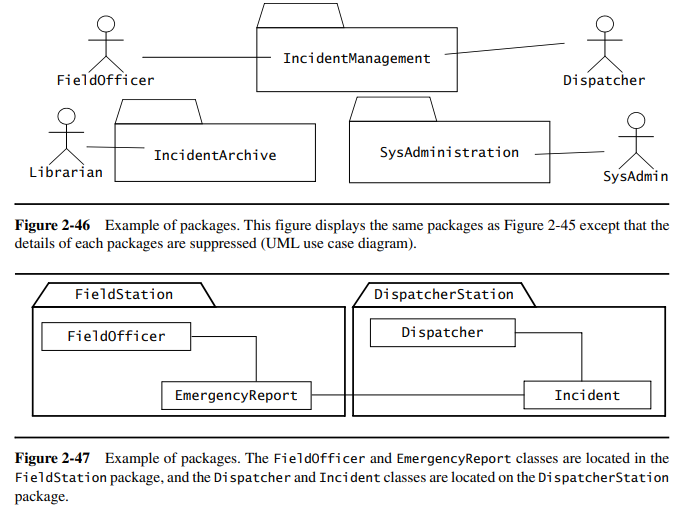 IncidentManagement
FieldOfficer
Dispatcher
IncidentArchive
SysAdministration
Librarian
SysAdmin
Figure 2-46 Example of packages. This figure displays the same packages as Figure 2-45 except that the
details of each packages are suppressed (UML use case diagram).
FieldStation
DispatcherStation
FieldOfficer
Dispatcher
EmergencyReport
Incident
Figure 2-47 Example of packages. The FieldOfficer and EmergencyReport classes are located in the
FieldStation package, and the Dispatcher and Incident classes are located on the DispatcherStation
package.